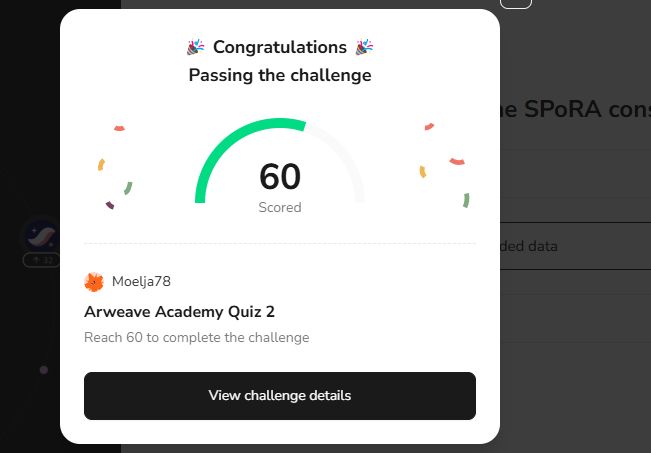 Congratulations
Passing the challenge
60
Scored
ne SPoRA cons
ded data
32
Moelja78
Arweave Academy Quiz 2
Reach 60 to complete the challenge
View challenge details